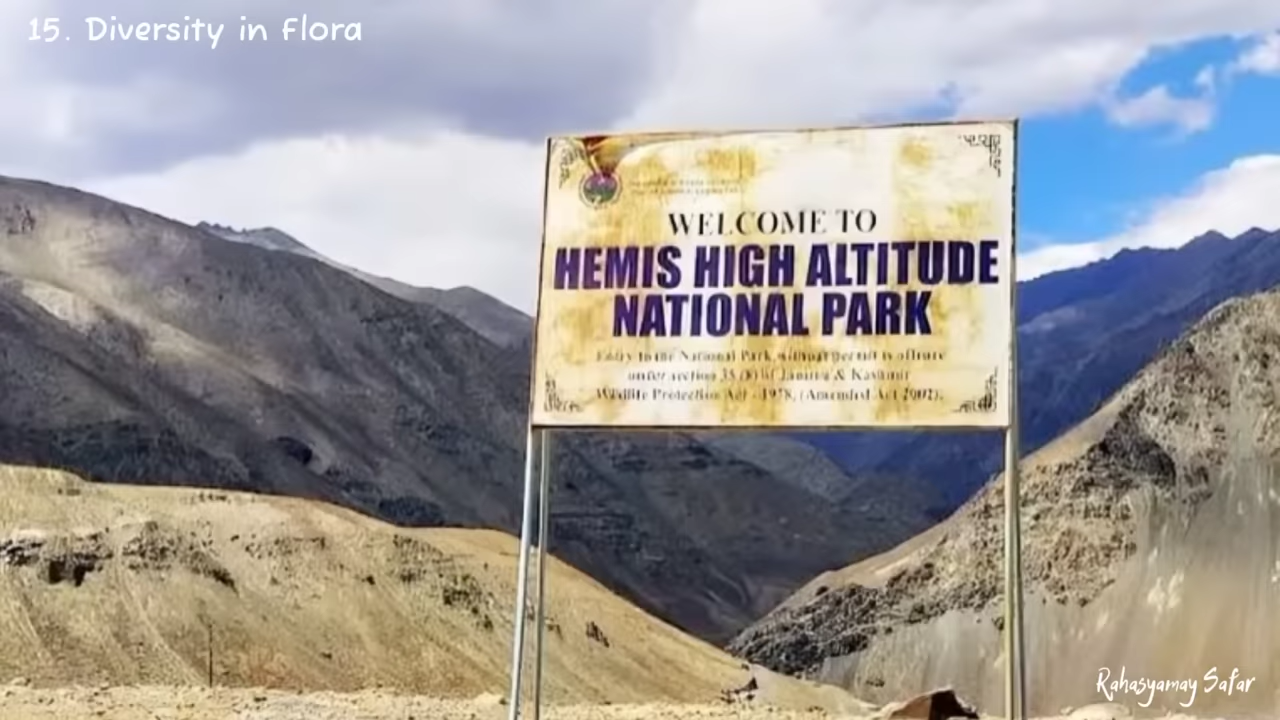 15. Diversity in Flora
WELCOME TO
HEMIS HIGH ALTITUDE
NATIONAL PARK
Entry to the National Park without permit is offence
under section 35 (8) of Jammu & Kashmir
Wildlife Protection Act - 1978, (Amended Act 2002).
Rahasyamay Safar